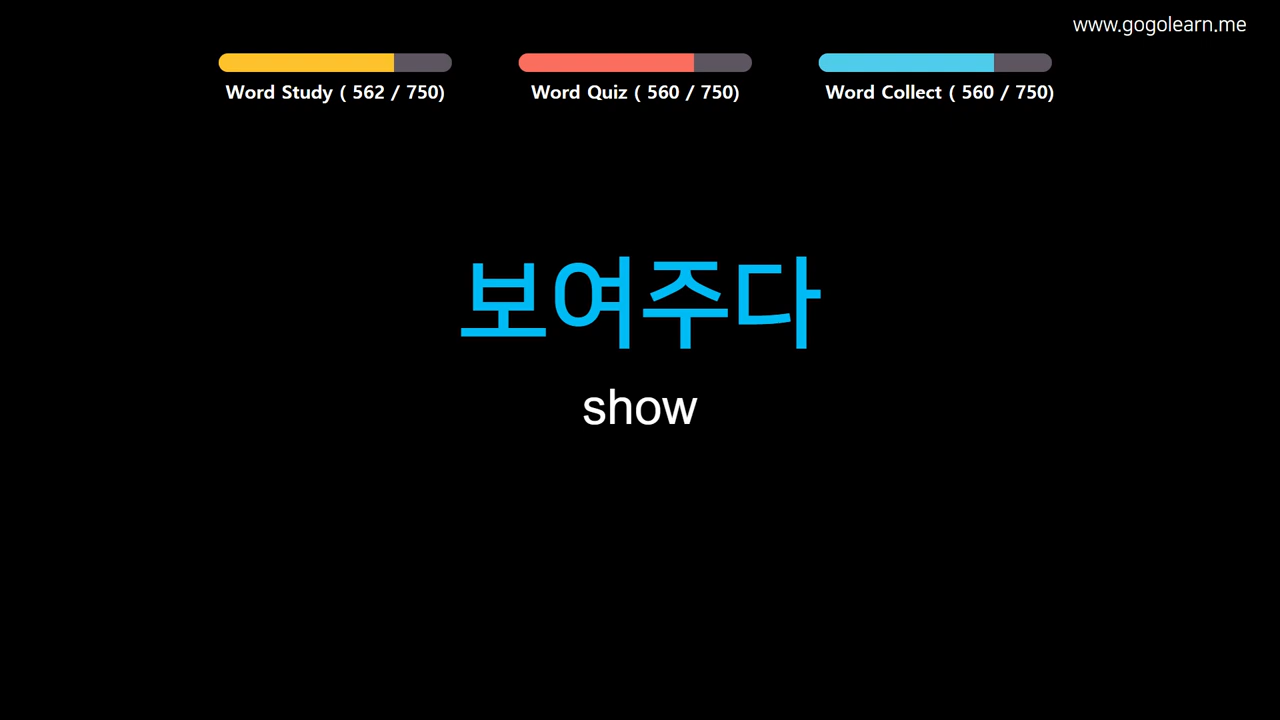 www.gogolearn.me
Word Study ( 562 / 750)
Word Quiz ( 560 / 750)
Word Collect ( 560 / 750)
보여주다
show